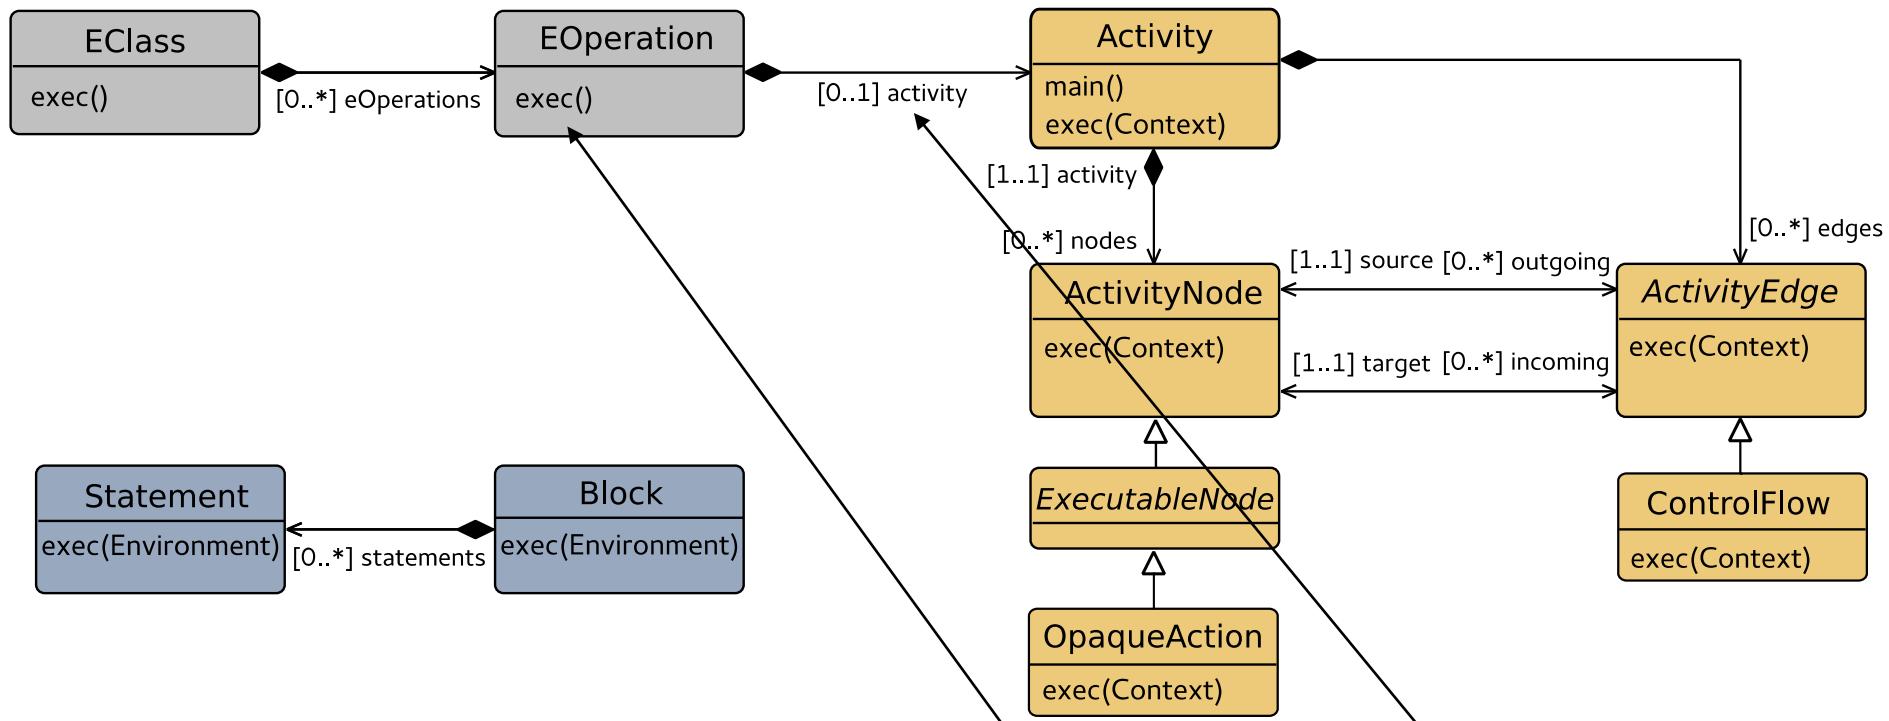 EClass
exec()
[0..*] eOperations
EOperation
exec()
[0..1] activity
Activity
main()
exec(Context)
[1..1] activity
[0..*] nodes
[0..*] edges
ActivityNode
exec(Context)
[1..1] source [0..*] outgoing
[1..1] target [0..*] incoming
ActivityEdge
exec(Context)
Statement
exec(Environment)
[0..*] statements
Block
exec(Environment)
ExecutableNode
ControlFlow
exec(Context)
OpaqueAction
exec(Context)